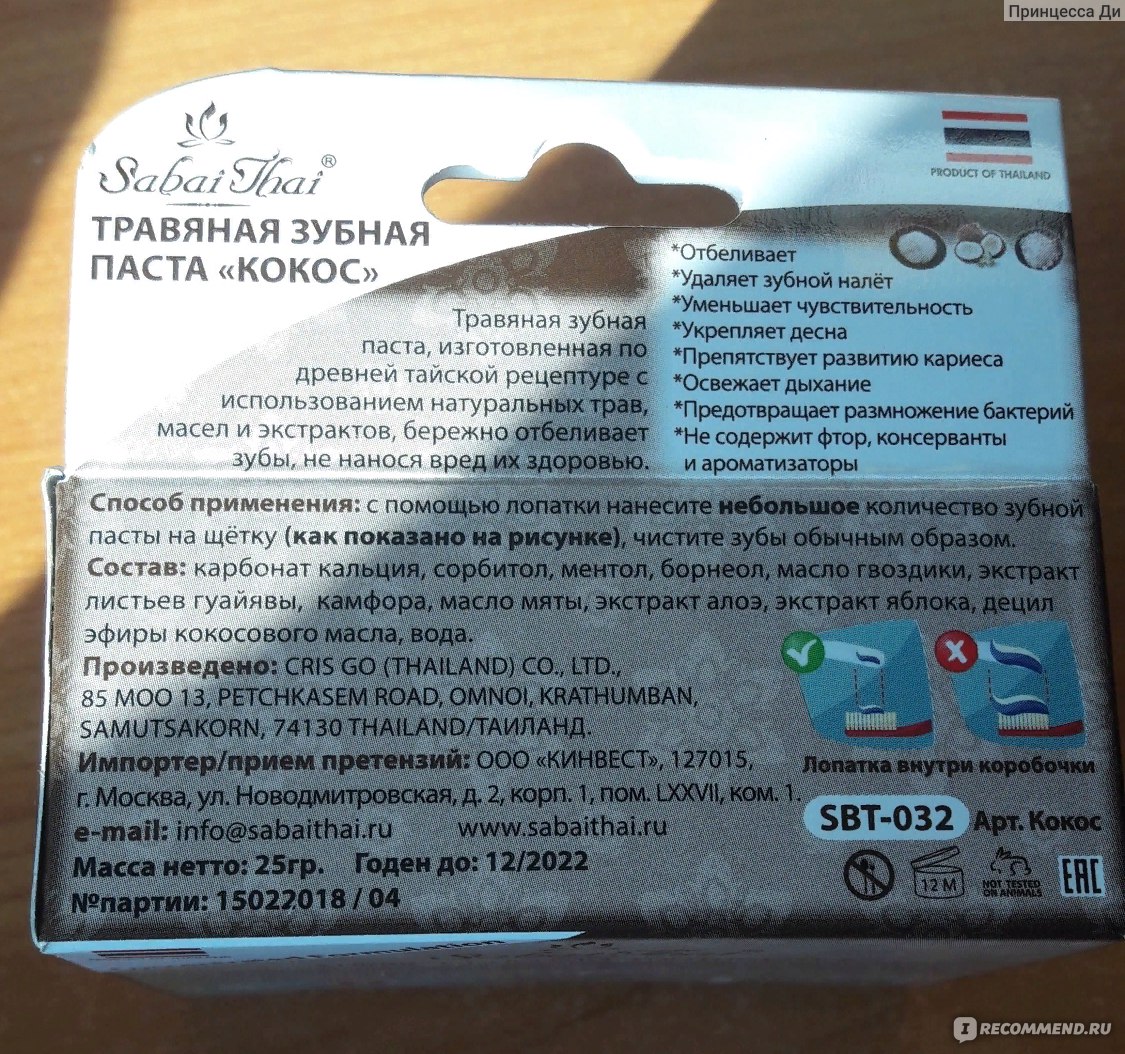 Принцесса Ди
Sabai Thai®
ТРАВЯНАЯ ЗУБНАЯ
ПАСТА «КОКОС»
PRODUCT OF THAILAND
Травяная зубная
паста, изготовленная по
древней тайской рецептуре с
использованием натуральных трав,
масел и экстрактов, бережно отбеливает
зубы, не нанося вред их здоровью.
*Отбеливает
*Удаляет зубной налёт
*Уменьшает чувствительность
*Укрепляет десна
*Препятствует развитию кариеса
*Освежает дыхание
*Предотвращает размножение бактерий
*Не содержит фтор, консерванты
и ароматизаторы
Способ применения: с помощью лопатки нанесите небольшое количество зубной
пасты на щётку (как показано на рисунке), чистите зубы обычным образом.
Состав: карбонат кальция, сорбитол, ментол, борнеол, масло гвоздики, экстракт
листьев гуайявы, камфора, масло мяты, экстракт алоэ, экстракт яблока, децил
эфиры кокосового масла, вода.
Произведено: CRIS GO (THAILAND) CO., LTD.,
85 MOO 13, PETCHKASEM ROAD, OMNOI, KRATHUMBAN,
SAMUTSAKORN, 74130 THAILAND/ТАИЛАНД.
Импортер/прием претензий: ООО «КИНВЕСТ», 127015,
г. Москва, ул. Новодмитровская, д. 2, корп. 1, пом. LXXVII, ком. 1.
e-mail: info@sabaithai.ru www.sabaithai.ru
Масса нетто: 25гр. Годен до: 12/2022
№партии: 15022018 / 04
Лопатка внутри коробочки
SBT-032 Арт. Кокос
12 M
NOT TESTED
ON ANIMALS
EAC
Formulation
IRECOMMEND.RU